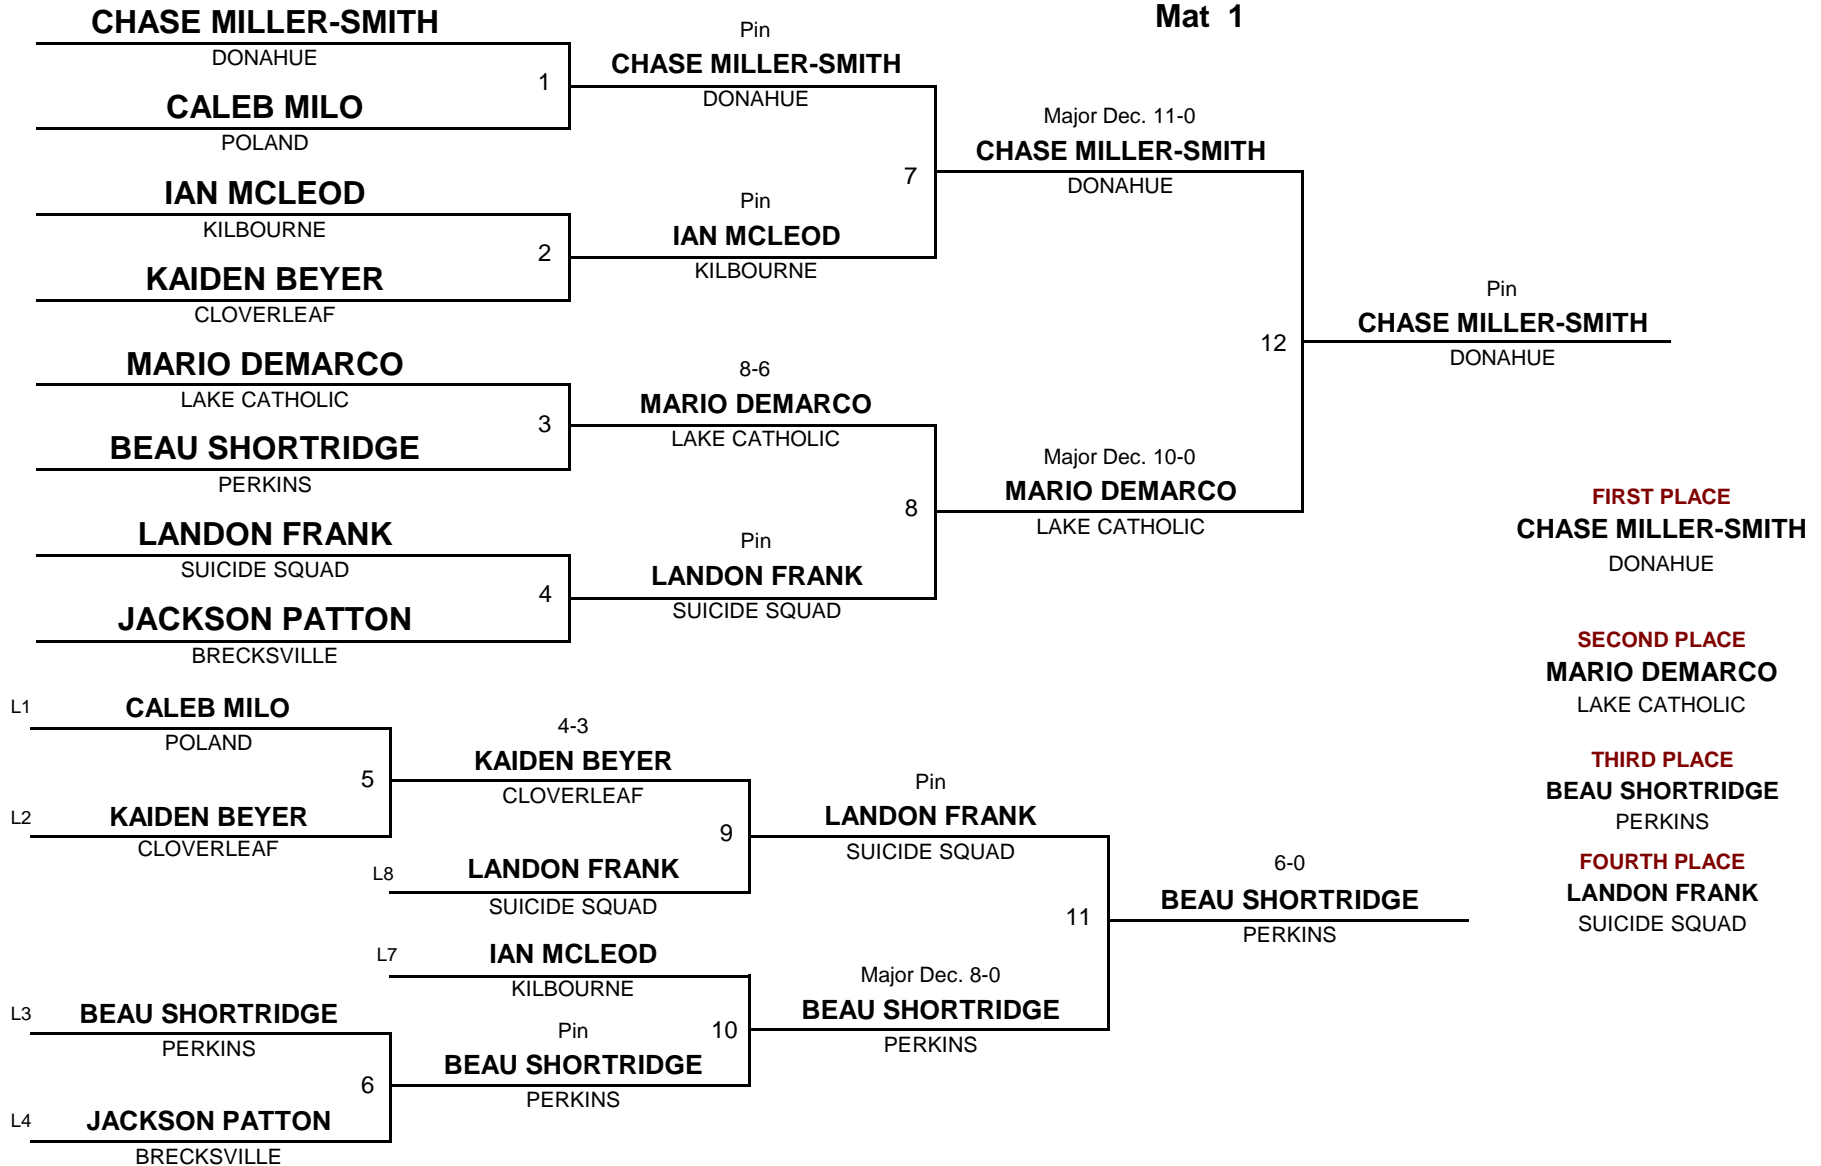 Mat 1
CHASE MILLER-SMITH
DONAHUE
1
CALEB MILO
POLAND
IAN MCLEOD
KILBOURNE
2
KAIDEN BEYER
CLOVERLEAF
MARIO DEMARCO
LAKE CATHOLIC
3
BEAU SHORTRIDGE
PERKINS
LANDON FRANK
SUICIDE SQUAD
4
JACKSON PATTON
BRECKSVILLE
Pin
CHASE MILLER-SMITH
DONAHUE
7
Pin
IAN MCLEOD
KILBOURNE
8-6
MARIO DEMARCO
LAKE CATHOLIC
8
Pin
LANDON FRANK
SUICIDE SQUAD
Major Dec. 11-0
CHASE MILLER-SMITH
DONAHUE
12
Major Dec. 10-0
MARIO DEMARCO
LAKE CATHOLIC
Pin
CHASE MILLER-SMITH
DONAHUE
L1 CALEB MILO
POLAND
5
L2 KAIDEN BEYER
CLOVERLEAF
L3 BEAU SHORTRIDGE
PERKINS
6
L4 JACKSON PATTON
BRECKSVILLE
4-3
KAIDEN BEYER
CLOVERLEAF
9
L8 LANDON FRANK
SUICIDE SQUAD
L7 IAN MCLEOD
KILBOURNE
10
Pin
BEAU SHORTRIDGE
PERKINS
Pin
LANDON FRANK
SUICIDE SQUAD
11
Major Dec. 8-0
BEAU SHORTRIDGE
PERKINS
6-0
BEAU SHORTRIDGE
PERKINS
FIRST PLACE
CHASE MILLER-SMITH
DONAHUE
SECOND PLACE
MARIO DEMARCO
LAKE CATHOLIC
THIRD PLACE
BEAU SHORTRIDGE
PERKINS
FOURTH PLACE
LANDON FRANK
SUICIDE SQUAD